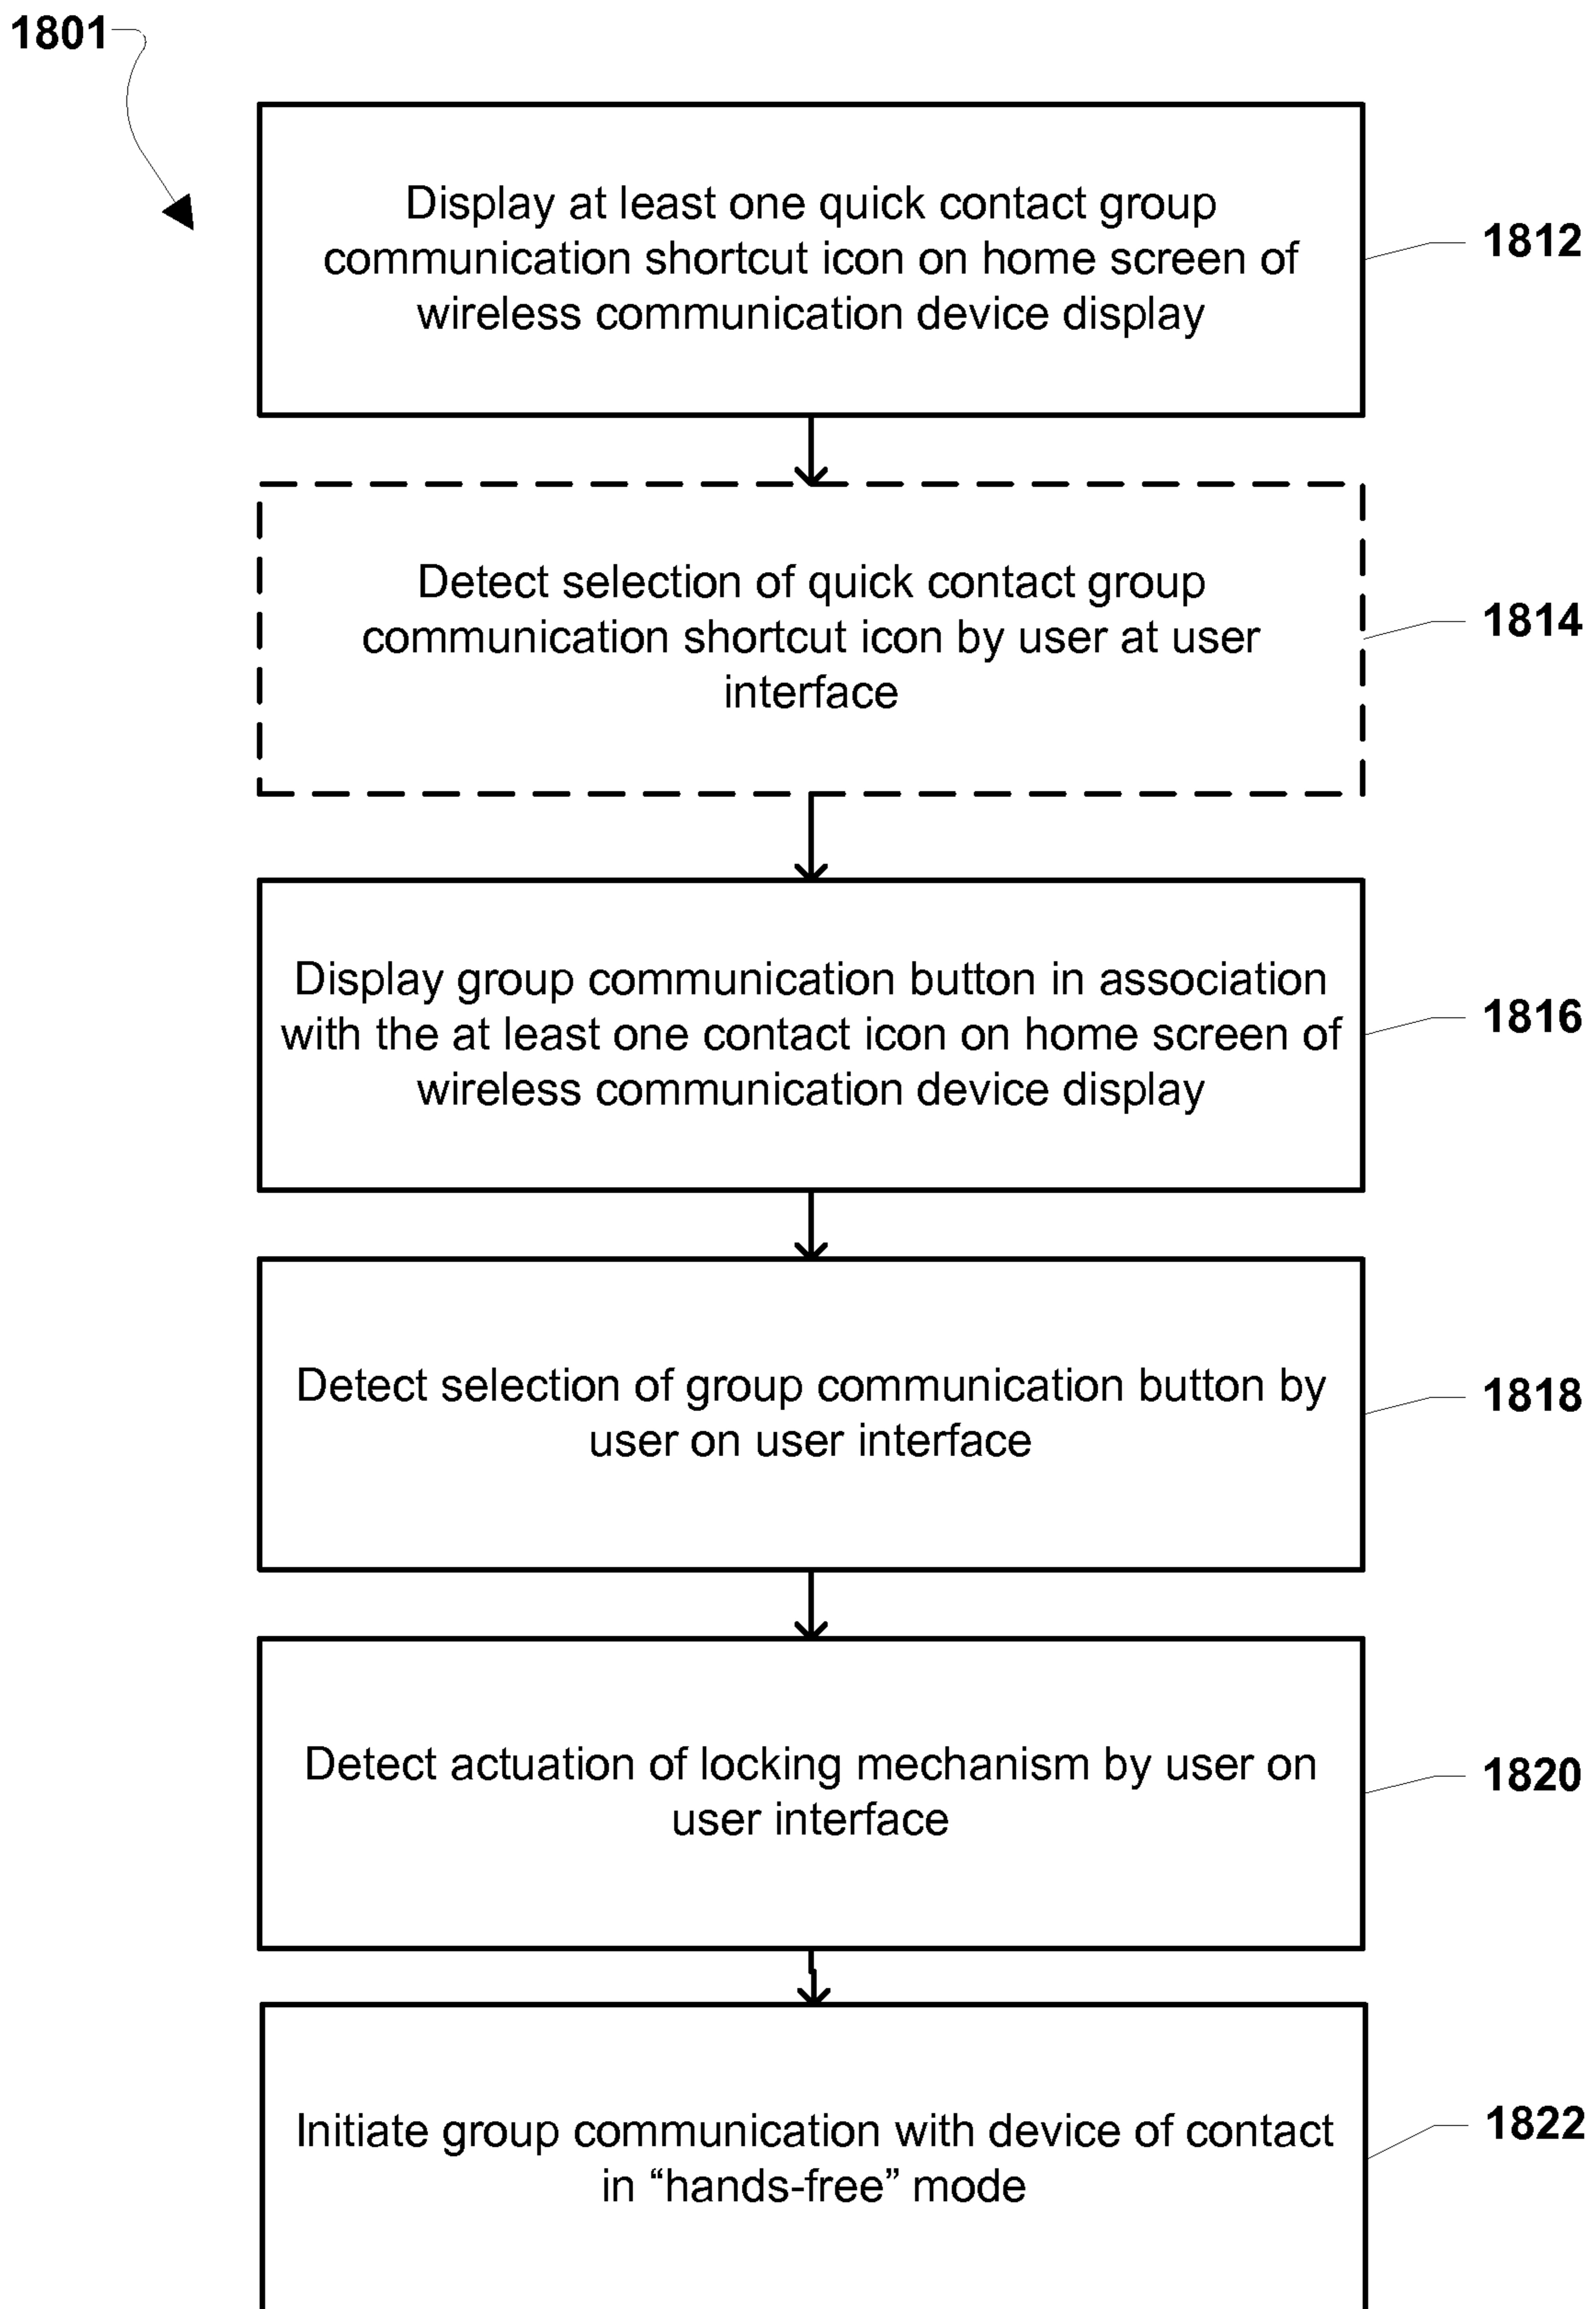 1801
Display at least one quick contact group
communication shortcut icon on home screen of
wireless communication device display
1812
Detect selection of quick contact group
communication shortcut icon by user at user
interface
1814
Display group communication button in association
with the at least one contact icon on home screen of
wireless communication device display
1816
Detect selection of group communication button by
user on user interface
1818
Detect actuation of locking mechanism by user on
user interface
1820
Initiate group communication with device of contact
in “hands-free” mode
1822